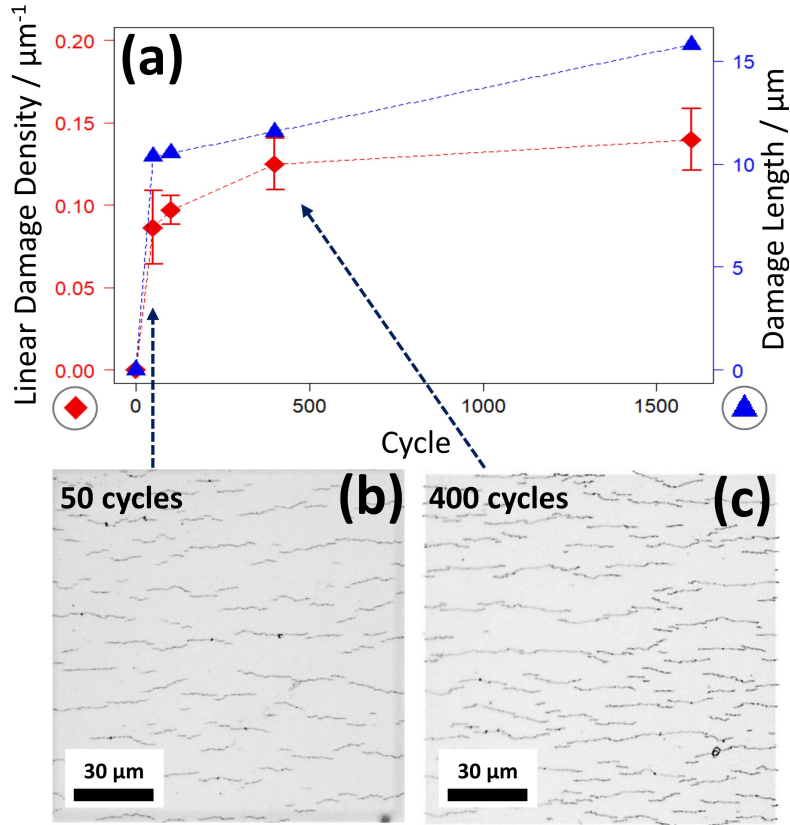 (a)
Linear Damage Density / µm⁻¹
0.20
0.15
0.10
0.05
0.00
Damage Length / µm
15
10
5
0
0
500
1000
1500
Cycle
50 cycles
(b)
30 µm
400 cycles
(c)
30 µm